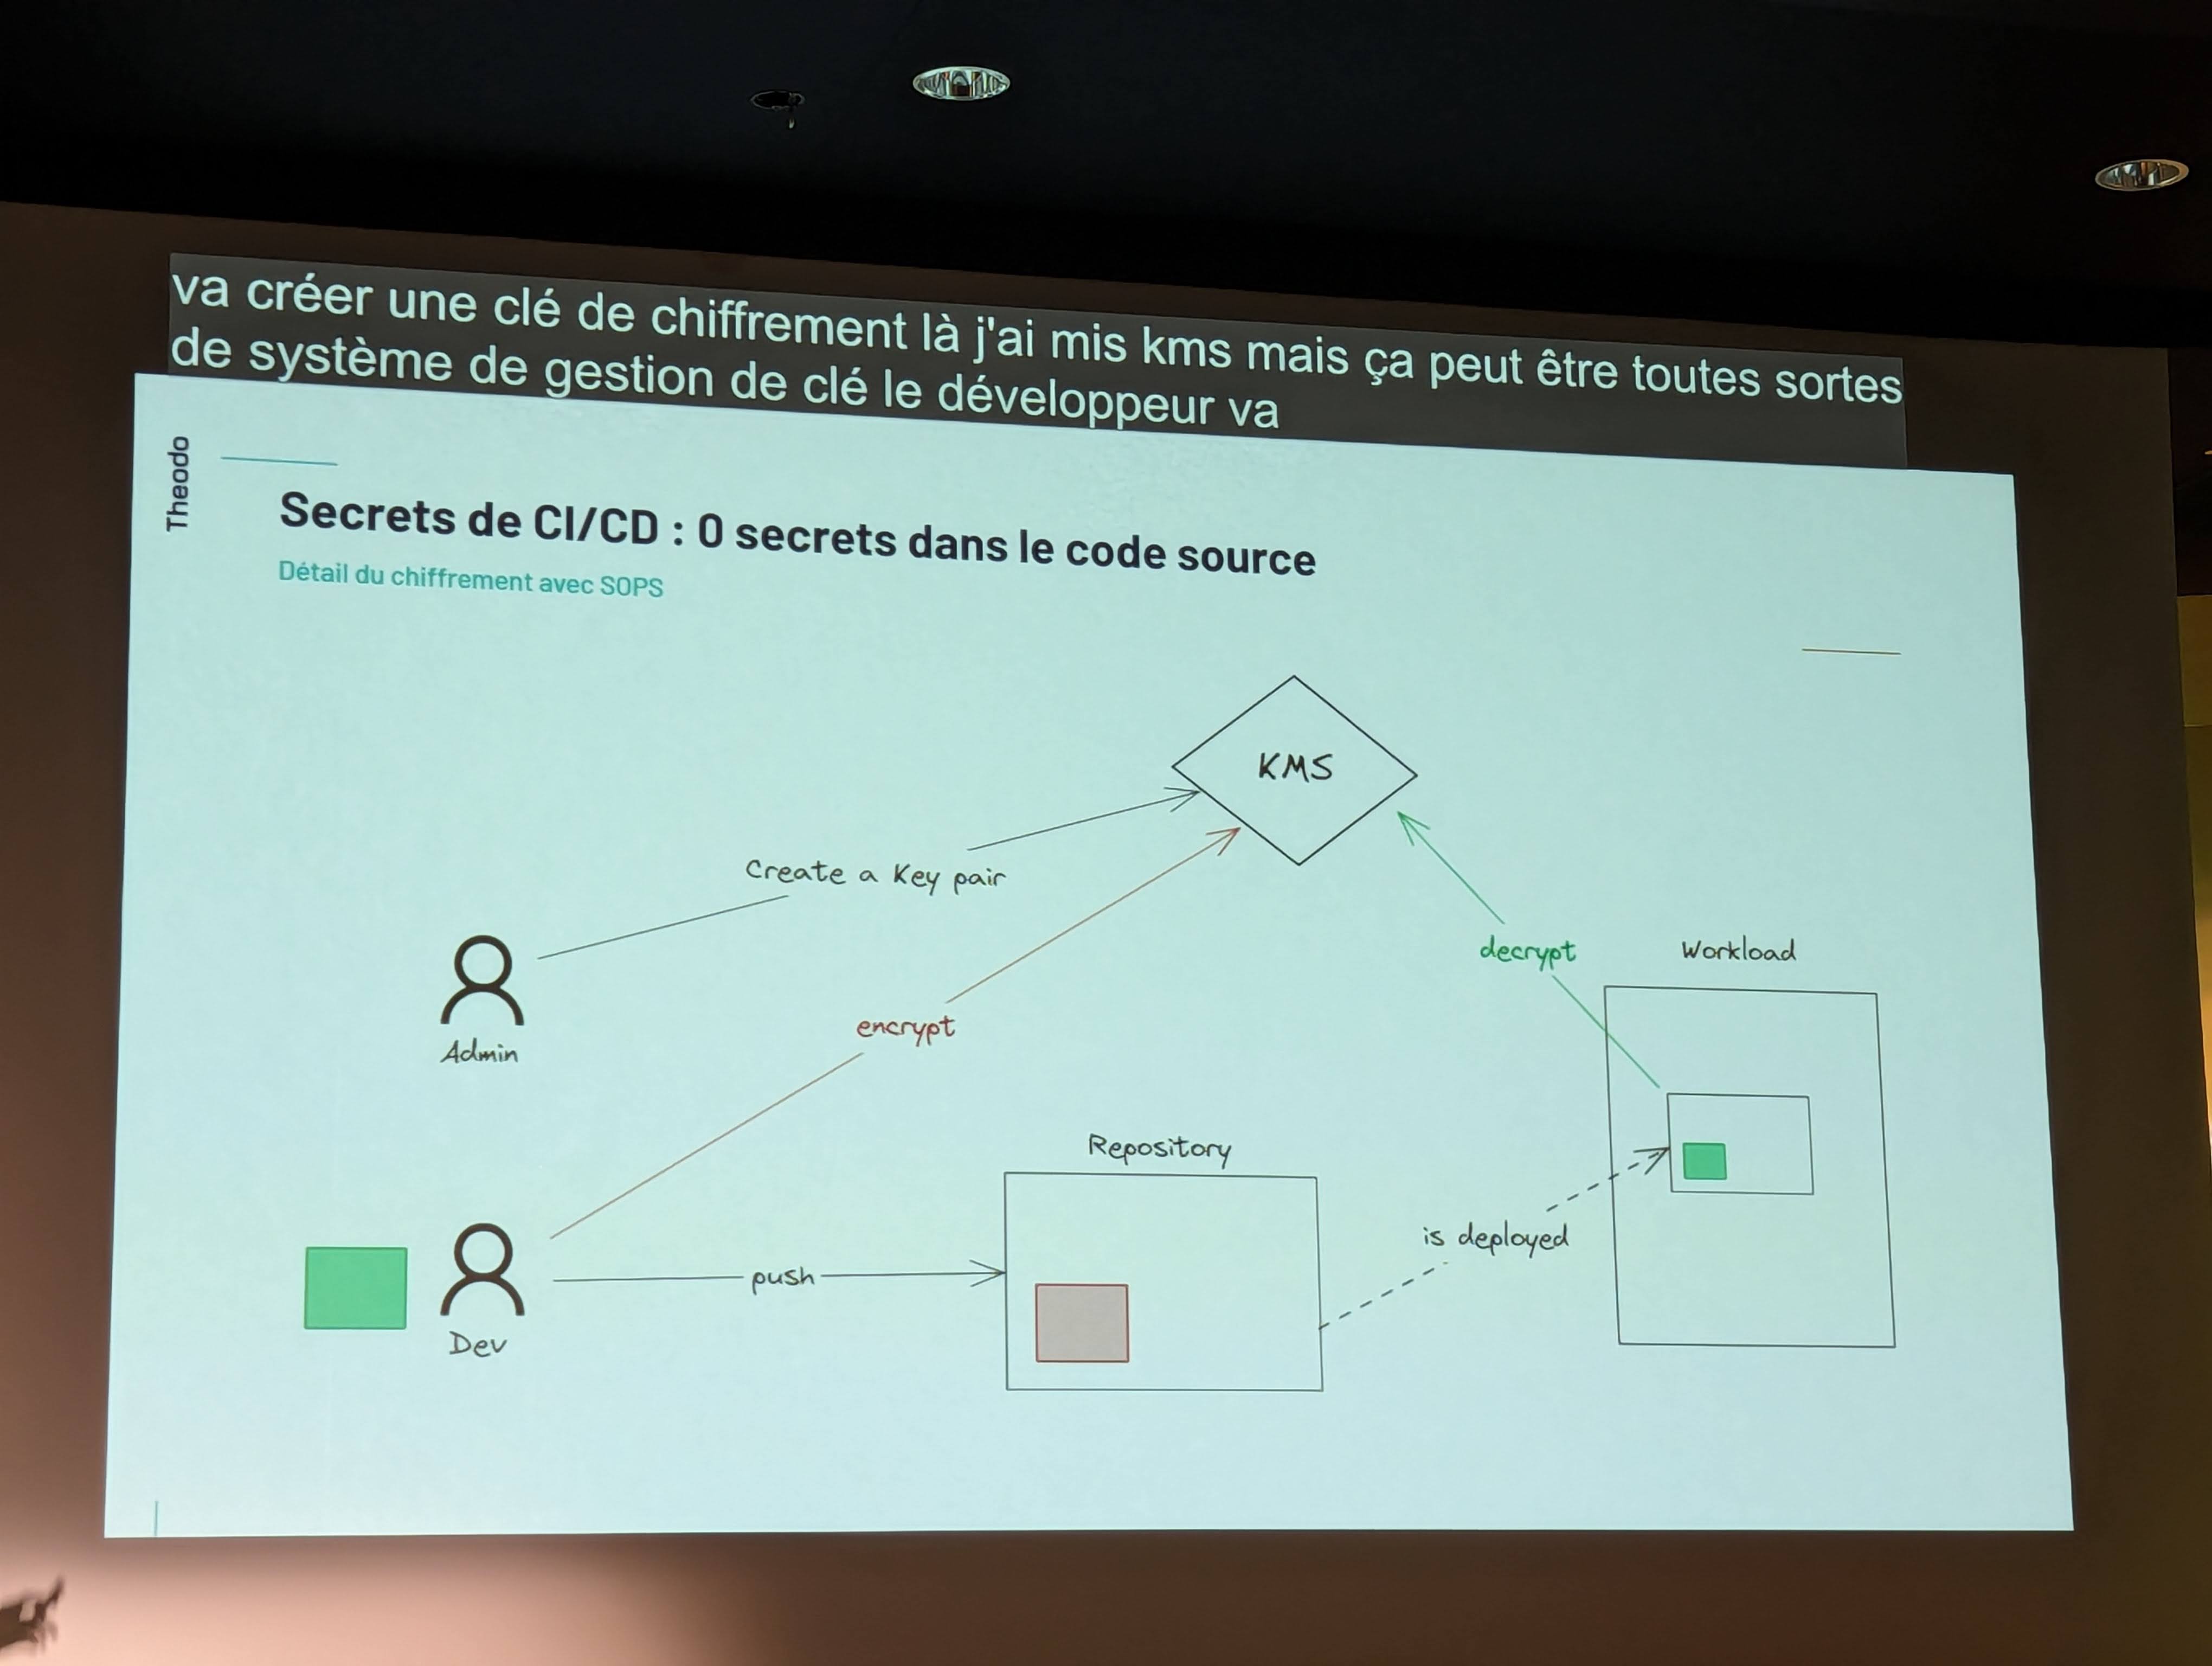 va créer une clé de chiffrement là j'ai mis kms mais ça peut être toutes sortes
de système de gestion de clé le développeur va
Theodo
Secrets de CI/CD : 0 secrets dans le code source
Détail du chiffrement avec SOPS
KMS
Create a Key pair
decrypt
Workload
encrypt
Admin
Repository
is deployed
push
Dev